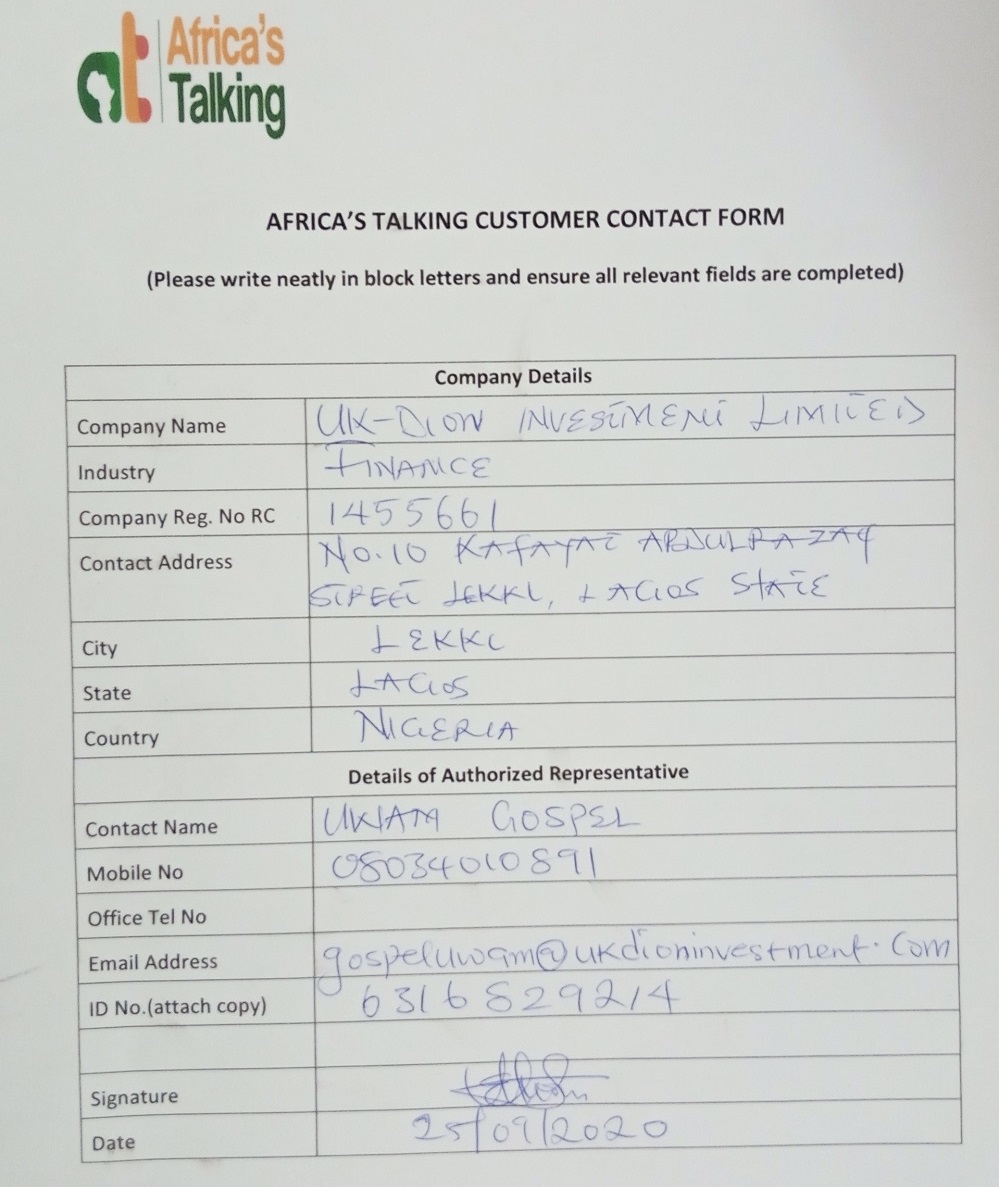 at Africa's
Talking
AFRICA'S TALKING CUSTOMER CONTACT FORM
(Please write neatly in block letters and ensure all relevant fields are completed)
Company Details
Company Name UK-DION INVESTMENT LIMITED
Industry FINANCE
Company Reg. No RC 1455661
Contact Address NO.10 KAFAYAT ABDULRAZAQ
STREET LEKKI, LAGOS STATE
City LEKKI
State LAGOS
Country NIGERIA
Details of Authorized Representative
Contact Name GOSPEL
Mobile No 08034010891
Office Tel No
Email Address gospeluwam@ukdioninvestment.com
ID No.(attach copy) 6316829214
Signature
Date 25/09/2020